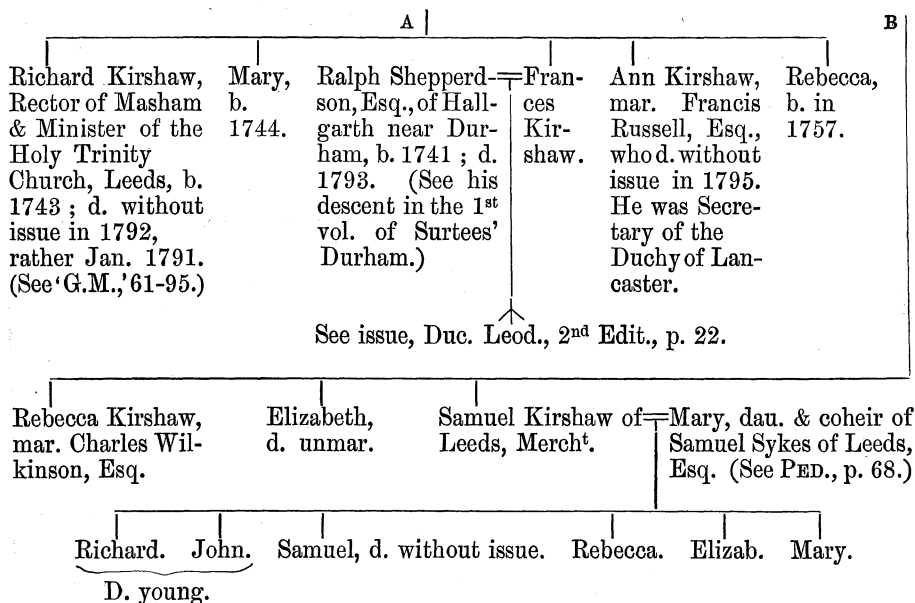 A
B
Richard Kirshaw,
Rector of Masham
& Minister of the
Holy Trinity
Church, Leeds, b.
1743 ; d. without
issue in 1792,
rather Jan. 1791.
(See ‘G.M.,’ 61-95.)
Mary,
b.
1744.
Ralph Shepperd-
son, Esq., of Hall-
garth near Dur-
ham, b. 1741 ; d.
1793. (See his
descent in the 1st
vol. of Surtees’
Durham.)
Fran-
ces
Kir-
shaw.
Ann Kirshaw,
mar. Francis
Russell, Esq.,
who d. without
issue in 1795.
He was Secre-
tary of the
Duchy of Lan-
caster.
Rebecca,
b. in
1757.
See issue, Duc. Leod., 2nd Edit., p. 22.
Rebecca Kirshaw,
mar. Charles Wil-
kinson, Esq.
Elizabeth,
d. unmar.
Samuel Kirshaw of
Leeds, Mercht.
Mary, dau. & coheir of
Samuel Sykes of Leeds,
Esq. (See PED., p. 68.)
Richard. John. Samuel, d. without issue. Rebecca. Elizab. Mary.
D. young.